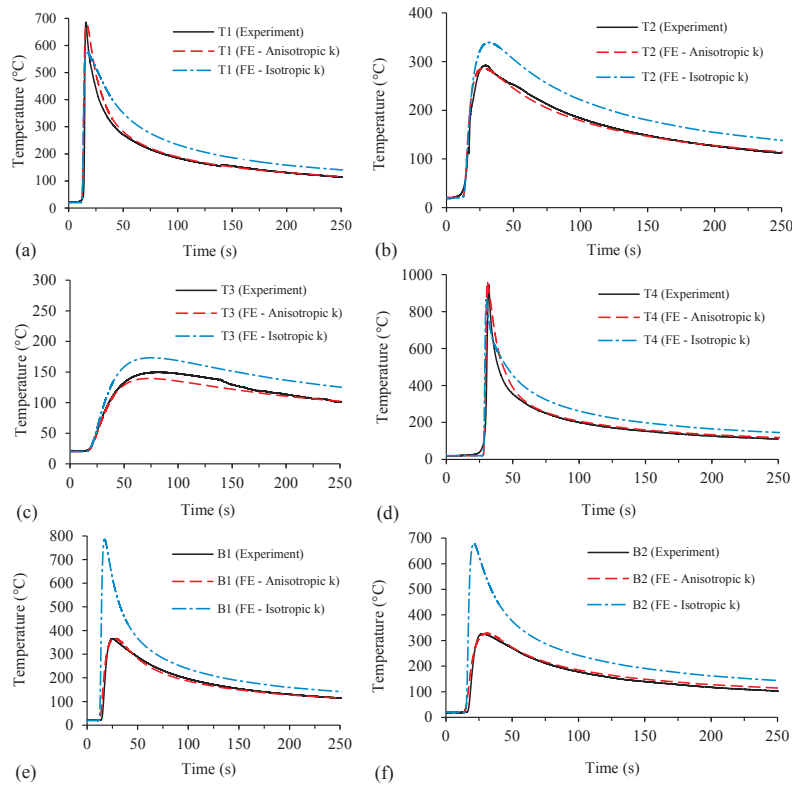 700
600
500
400
300
200
100
0
Temperature (°C)
T1 (Experiment)
T1 (FE - Anisotropic k)
T1 (FE - Isotropic k)
0 50 100 150 200 250
Time (s)
(a)
400
300
200
100
0
Temperature (°C)
T2 (Experiment)
T2 (FE - Anisotropic k)
T2 (FE - Isotropic k)
0 50 100 150 200 250
Time (s)
(b)
300
250
200
150
100
50
0
Temperature (°C)
T3 (Experiment)
T3 (FE - Anisotropic k)
T3 (FE - Isotropic k)
0 50 100 150 200 250
Time (s)
(c)
1000
800
600
400
200
0
Temperature (°C)
T4 (Experiment)
T4 (FE - Anisotropic k)
T4 (FE - Isotropic k)
0 50 100 150 200 250
Time (s)
(d)
800
700
600
500
400
300
200
100
0
Temperature (°C)
B1 (Experiment)
B1 (FE - Anisotropic k)
B1 (FE - Isotropic k)
0 50 100 150 200 250
Time (s)
(e)
700
600
500
400
300
200
100
0
Temperature (°C)
B2 (Experiment)
B2 (FE - Anisotropic k)
B2 (FE - Isotropic k)
0 50 100 150 200 250
Time (s)
(f)